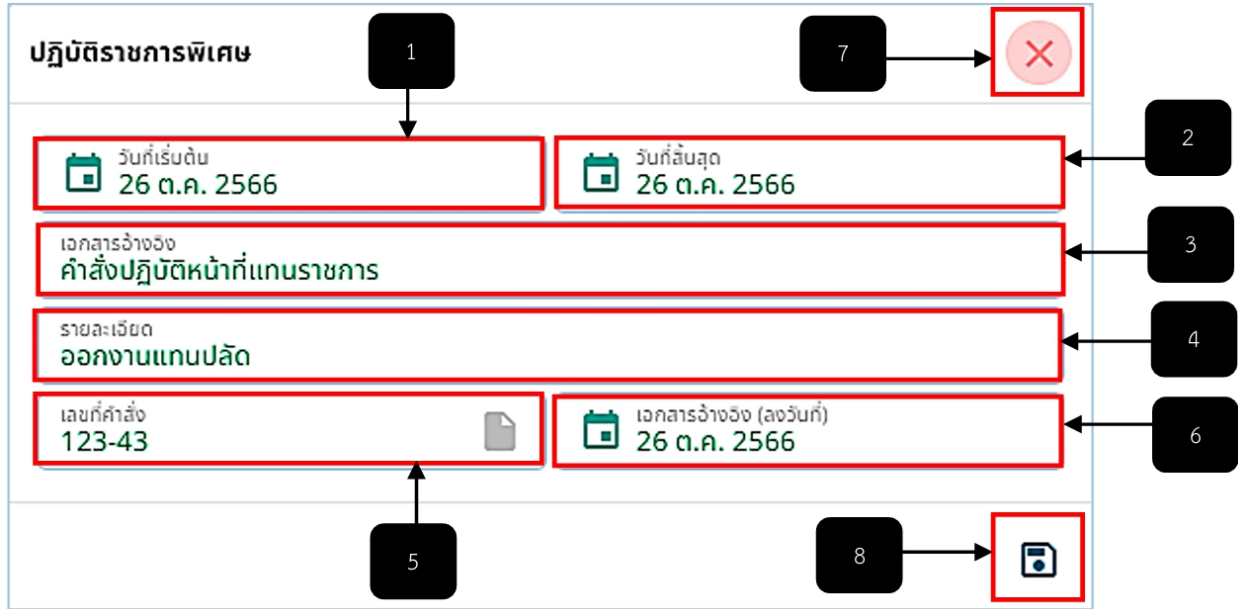 ปฏิบัติราชการพิเศษ
1
7
วันที่เริ่มต้น
26 ต.ค. 2566
วันที่สิ้นสุด
26 ต.ค. 2566
2
เอกสารอ้างอิง
คำสั่งปฏิบัติหน้าที่แทนราชการ
3
รายละเอียด
ออกงานแทนปลัด
4
เลขที่คำสั่ง
123-43
เอกสารอ้างอิง (ลงวันที่)
26 ต.ค. 2566
6
5
8